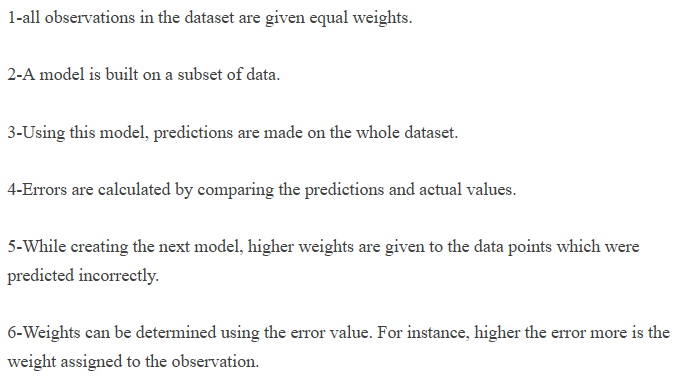 1-all observations in the dataset are given equal weights.
2-A model is built on a subset of data.
3-Using this model, predictions are made on the whole dataset.
4-Errors are calculated by comparing the predictions and actual values.
5-While creating the next model, higher weights are given to the data points which were
predicted incorrectly.
6-Weights can be determined using the error value. For instance, higher the error more is the
weight assigned to the observation.